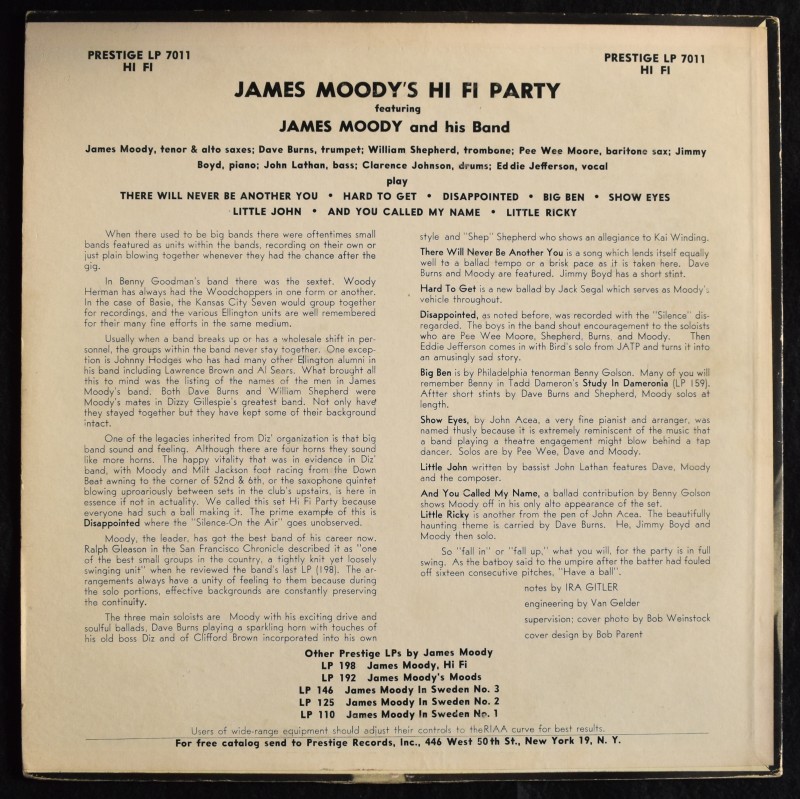 PRESTIGE LP 7011
HI FI
PRESTIGE LP 7011
HI FI
JAMES MOODY'S HI FI PARTY
featuring
JAMES MOODY and his Band
James Moody, tenor & alto saxes; Dave Burns, trumpet; William Shepherd, trombone; Pee Wee Moore, baritone sax; Jimmy
Boyd, piano; John Lathan, bass; Clarence Johnson, drums; Eddie Jefferson, vocal
play
THERE WILL NEVER BE ANOTHER YOU • HARD TO GET • DISAPPOINTED • BIG BEN • SHOW EYES
LITTLE JOHN • AND YOU CALLED MY NAME • LITTLE RICKY
When there used to be big bands there were oftentimes small
bands featured as units within the bands, recording on their own or
just plain blowing together whenever they had the chance after the
gig.
In Benny Goodman's band there was the sextet. Woody
Herman has always had the Woodchoppers in one form or another.
In the case of Basie, the Kansas City Seven would group together
for recordings, and the various Ellington units are well remembered
for their many fine efforts in the same medium.
Usually when a band breaks up or has a wholesale shift in per-
sonnel, the groups within the band never stay together. One excep-
tion is Johnny Hodges who has had many other Ellington alumni in
his band including Lawrence Brown and Al Sears. What brought all
this to mind was the listing of the names of the men in James
Moody's band. Both Dave Burns and William Shepherd were
Moody's mates in Dizzy Gillespie's greatest band. Not only have
they stayed together but they have kept some of their background
intact.
One of the legacies inherited from Diz' organization is that big
band sound and feeling. Although there are four horns they sound
like more horns. The happy vitality that was in evidence in Diz'
band, with Moody and Milt Jackson foot racing from the Down
Beat awning to the corner of 52nd & 6th, or the saxophone quintet
blowing uproariously between sets in the club's upstairs, is here in
essence if not in actuality. We called this set Hi Fi Party because
everyone had such a ball making it. The prime example of this is
Disappointed where the "Silence-On the Air" goes unobserved.
Moody, the leader, has got the best band of his career now.
Ralph Gleason in the San Francisco Chronicle described it as "one
of the best small groups in the country, a tightly knit yet loosely
swinging unit" when he reviewed the band's last LP (198). The ar-
rangements always have a unity of feeling to them because during
the solo portions, effective backgrounds are constantly preserving
the continuity.
The three main soloists are Moody with his exciting drive and
soulful ballads, Dave Burns playing a sparkling horn with touches of
his old boss Diz and of Clifford Brown incorporated into his own
style and "Shep" Shepherd who shows an allegiance to Kai Winding.
There Will Never Be Another You is a song which lends itself equally
well to a ballad tempo or a brisk pace as it is taken here. Dave
Burns and Moody are featured. Jimmy Boyd has a short stint.
Hard To Get is a new ballad by Jack Segal which serves as Moody's
vehicle throughout.
Disappointed, as noted before, was recorded with the "Silence" dis-
regarded. The boys in the band shout encouragement to the soloists
who are Pee Wee Moore, Shepherd, Burns, and Moody. Then
Eddie Jefferson comes in with Bird's solo from JATP and turns it into
an amusingly sad story.
Big Ben is by Philadelphia tenorman Benny Golson. Many of you will
remember Benny in Tadd Dameron's Study In Dameronia (LP 159).
Aftter short stints by Dave and Burns and Shepherd, Moody solos at
length.
Show Eyes, by John Acea, a very fine pianist and arranger, was
named thusly because it is extremely reminiscent of the music that
a band playing a theatre engagement might blow behind a tap
dancer. Solos are by Pee Wee, Dave and Moody.
Little John written by bassist John Lathan features Dave, Moody
and the composer.
And You Called My Name, a ballad contribution by Benny Golson
shows Moody off in his only alto appearance of the set.
Little Ricky is another from the pen of John Acea. The beautifully
haunting theme is carried by Dave Burns. He, Jimmy Boyd and
Moody then solo.
So "fall in" or "fall up," what you will, for the party is in full
swing. As the batboy said to the umpire after the batter had fouled
off sixteen consecutive pitches, "Have a ball".
notes by IRA GITLER
engineering by Van Gelder
supervision; cover photo by Bob Weinstock
cover design by Bob Parent
Other Prestige LPs by James Moody
LP 198 James Moody, Hi Fi
LP 192 James Moody's Moods
LP 146 James Moody In Sweden No. 3
LP 125 James Moody In Sweden No. 2
LP 110 James Moody In Sweden No. 1
Users of wide-range equipment should adjust their controls to theRIAA curve for best results.
For free catalog send to Prestige Records, Inc., 446 West 50th St., New York 19, N. Y.